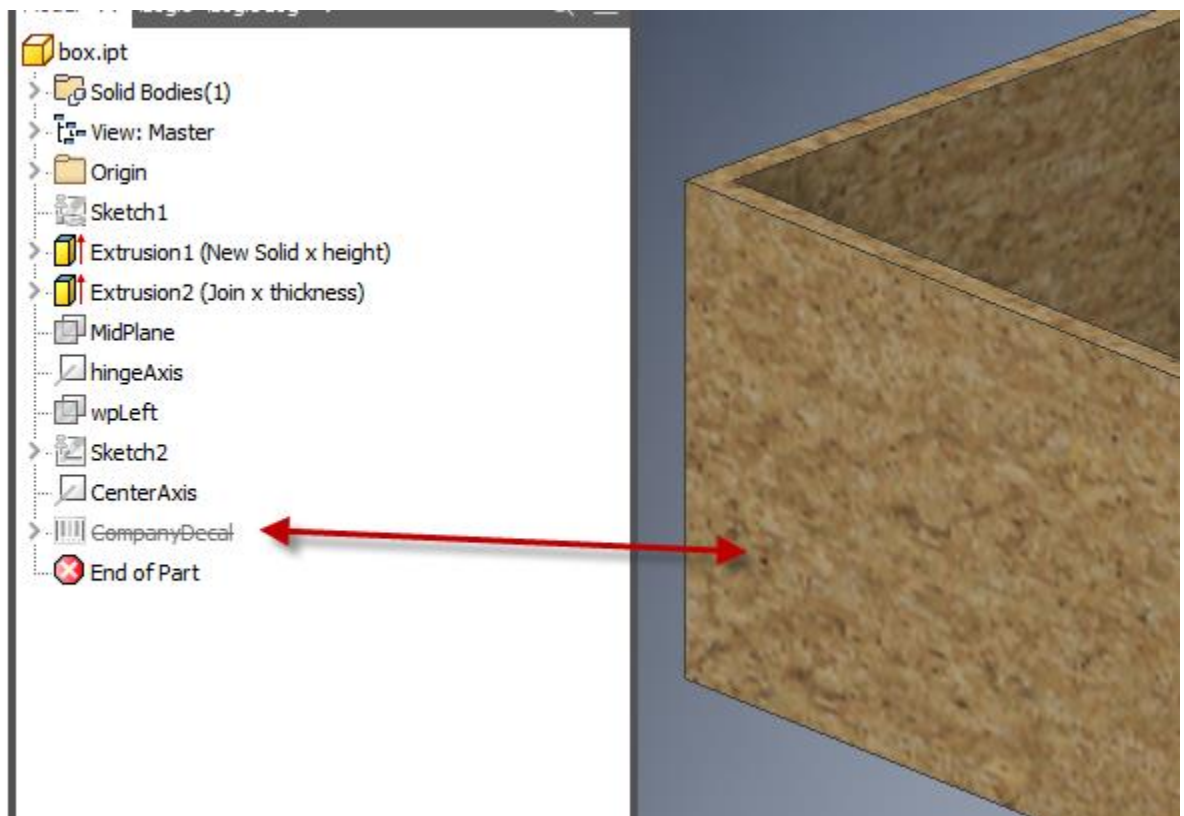 box.ipt
Solid Bodies(1)
View: Master
Origin
Sketch1
Extrusion1 (New Solid x height)
Extrusion2 (Join x thickness)
MidPlane
hingeAxis
wpLeft
Sketch2
CenterAxis
CompanyDecal
End of Part